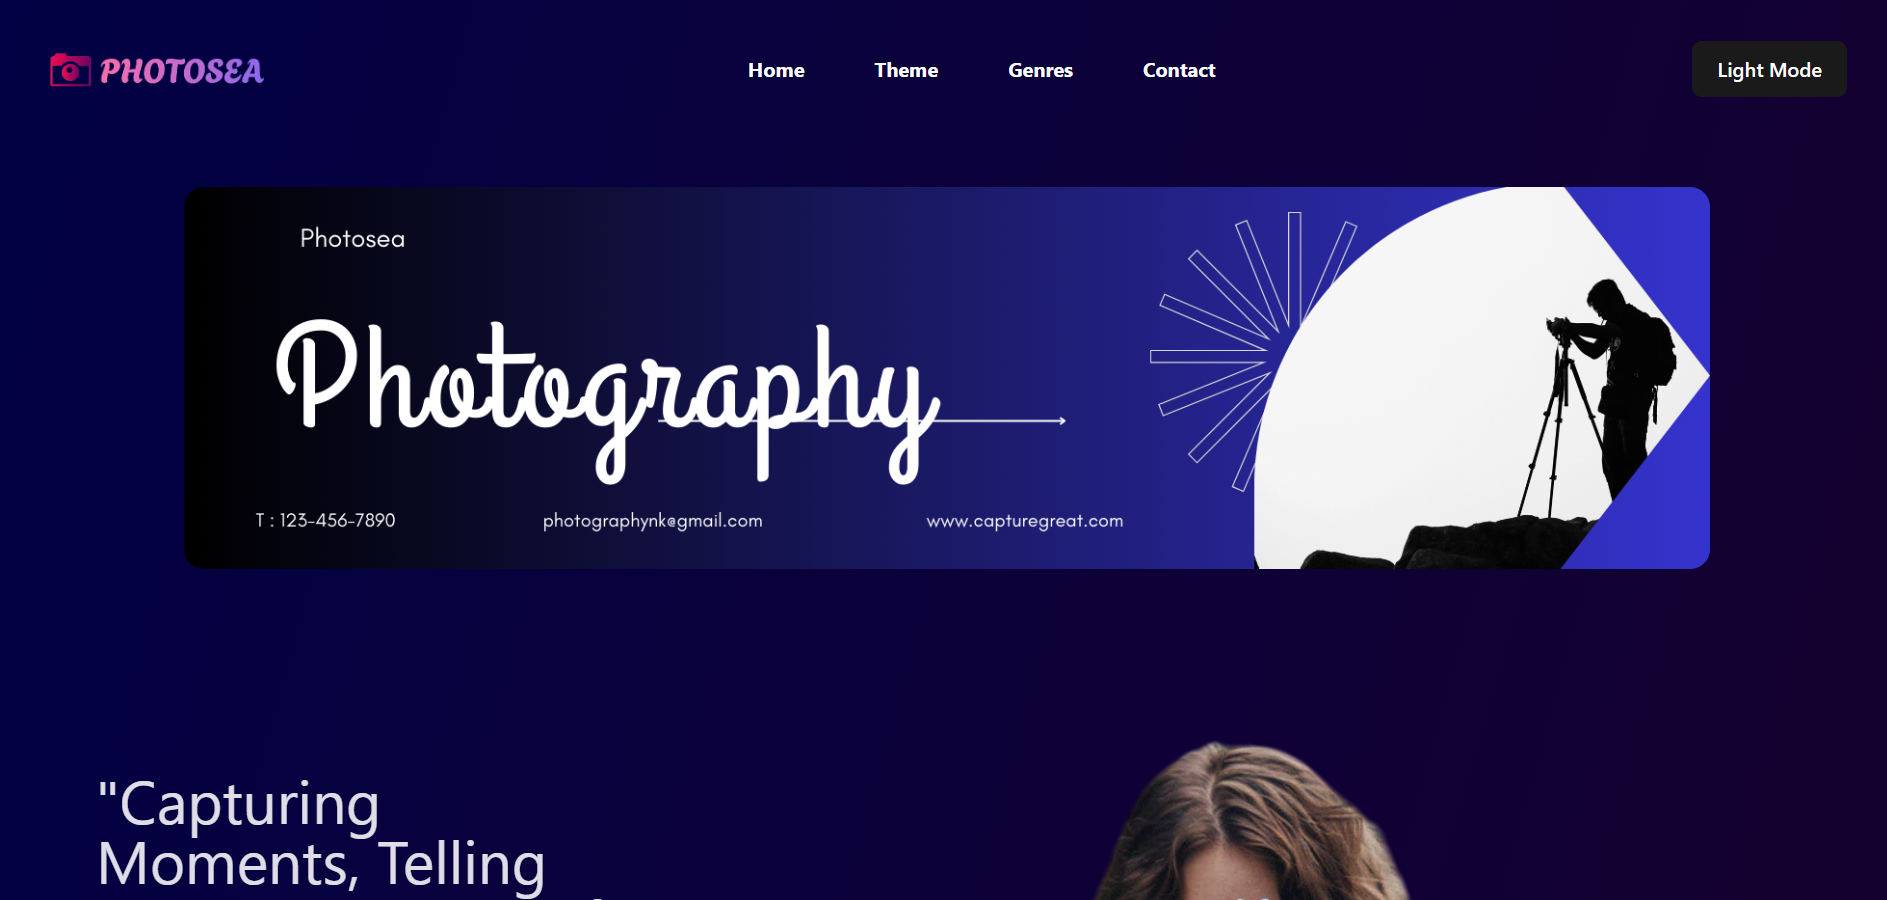 PHOTOSEA
Home Theme Genres Contact
Light Mode
Photosea
Photography
T : 123-456-7890 photographynk@gmail.com www.capturegreat.com
"Capturing
Moments, Telling